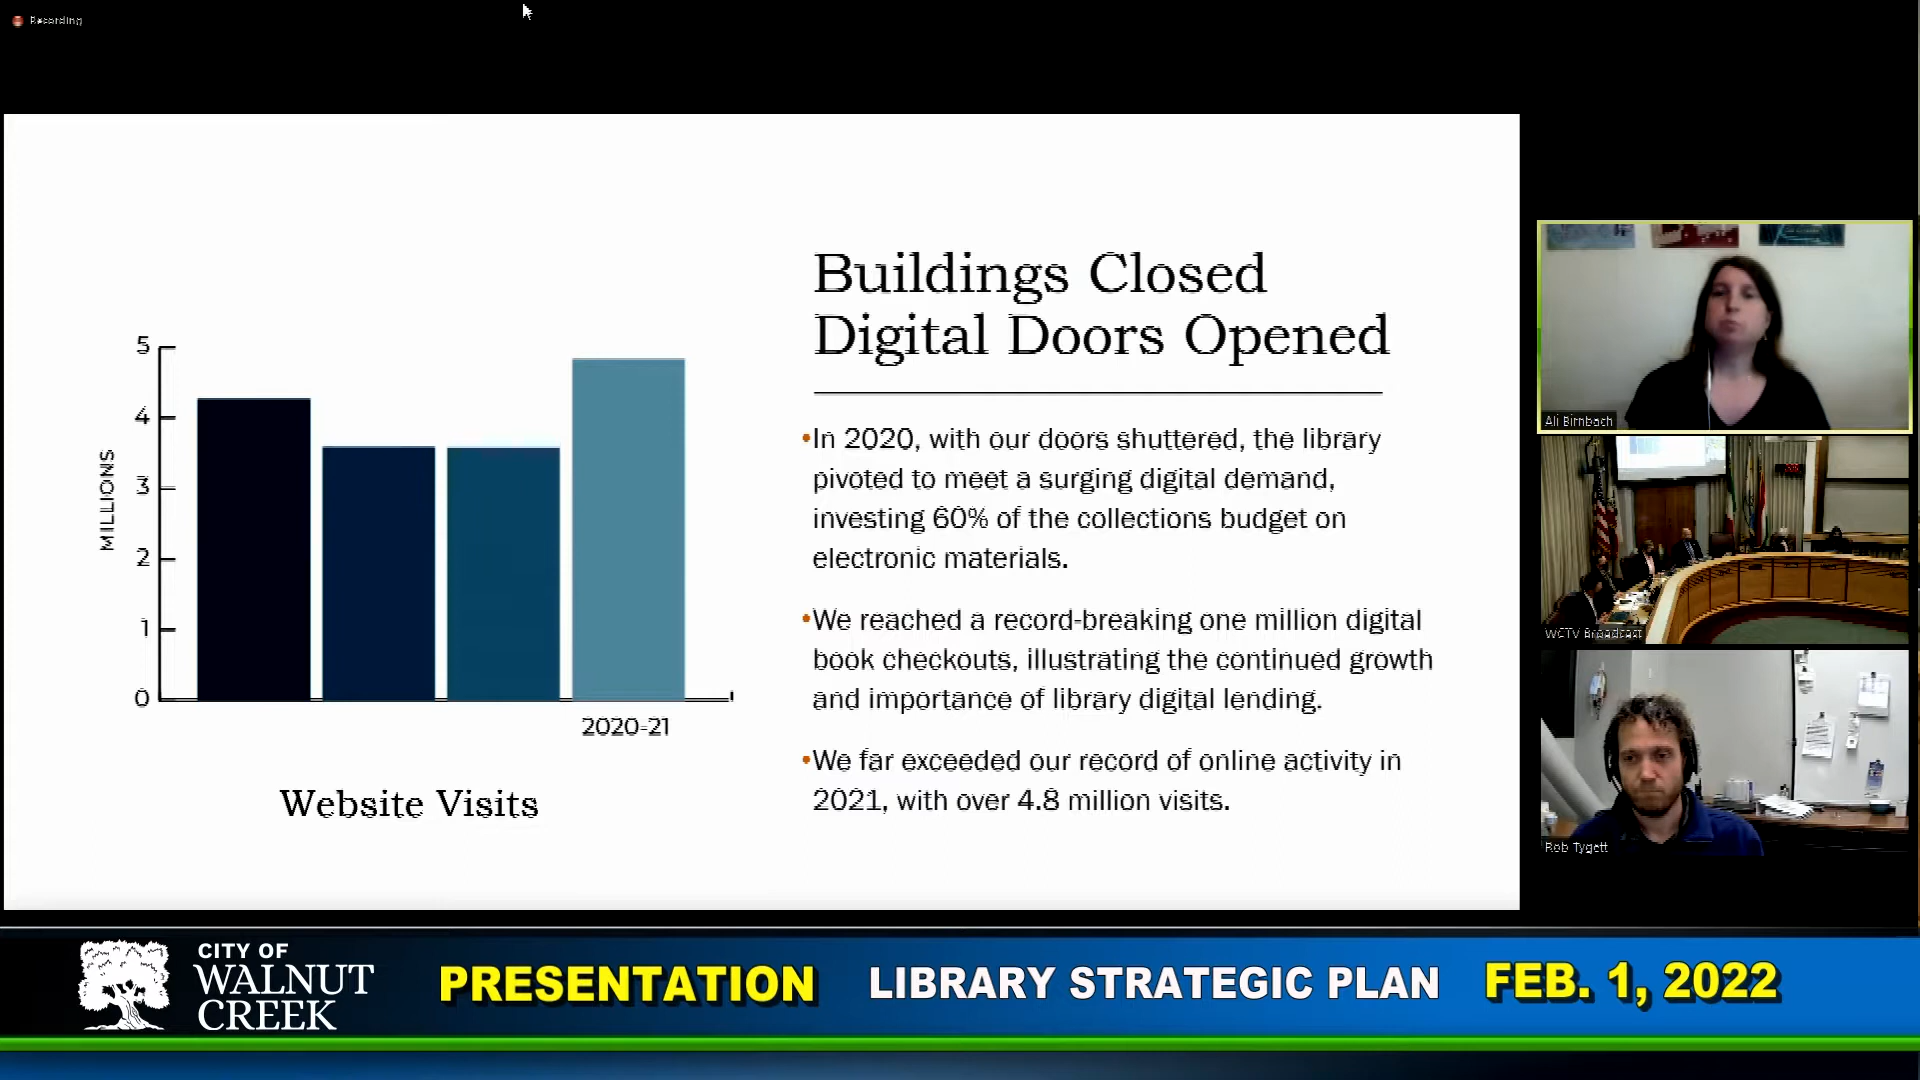 Recording
Buildings Closed
Digital Doors Opened
5
4
3
2
1
0
MILLIONS
2020-21
Website Visits
•In 2020, with our doors shuttered, the library
pivoted to meet a surging digital demand,
investing 60% of the collections budget on
electronic materials.
•We reached a record-breaking one million digital
book checkouts, illustrating the continued growth
and importance of library digital lending.
•We far exceeded our record of online activity in
2021, with over 4.8 million visits.
Ali Birnbach
WCTV Broadcast
Rob Tygett
CITY OF
WALNUT
CREEK
PRESENTATION
LIBRARY STRATEGIC PLAN
FEB. 1, 2022